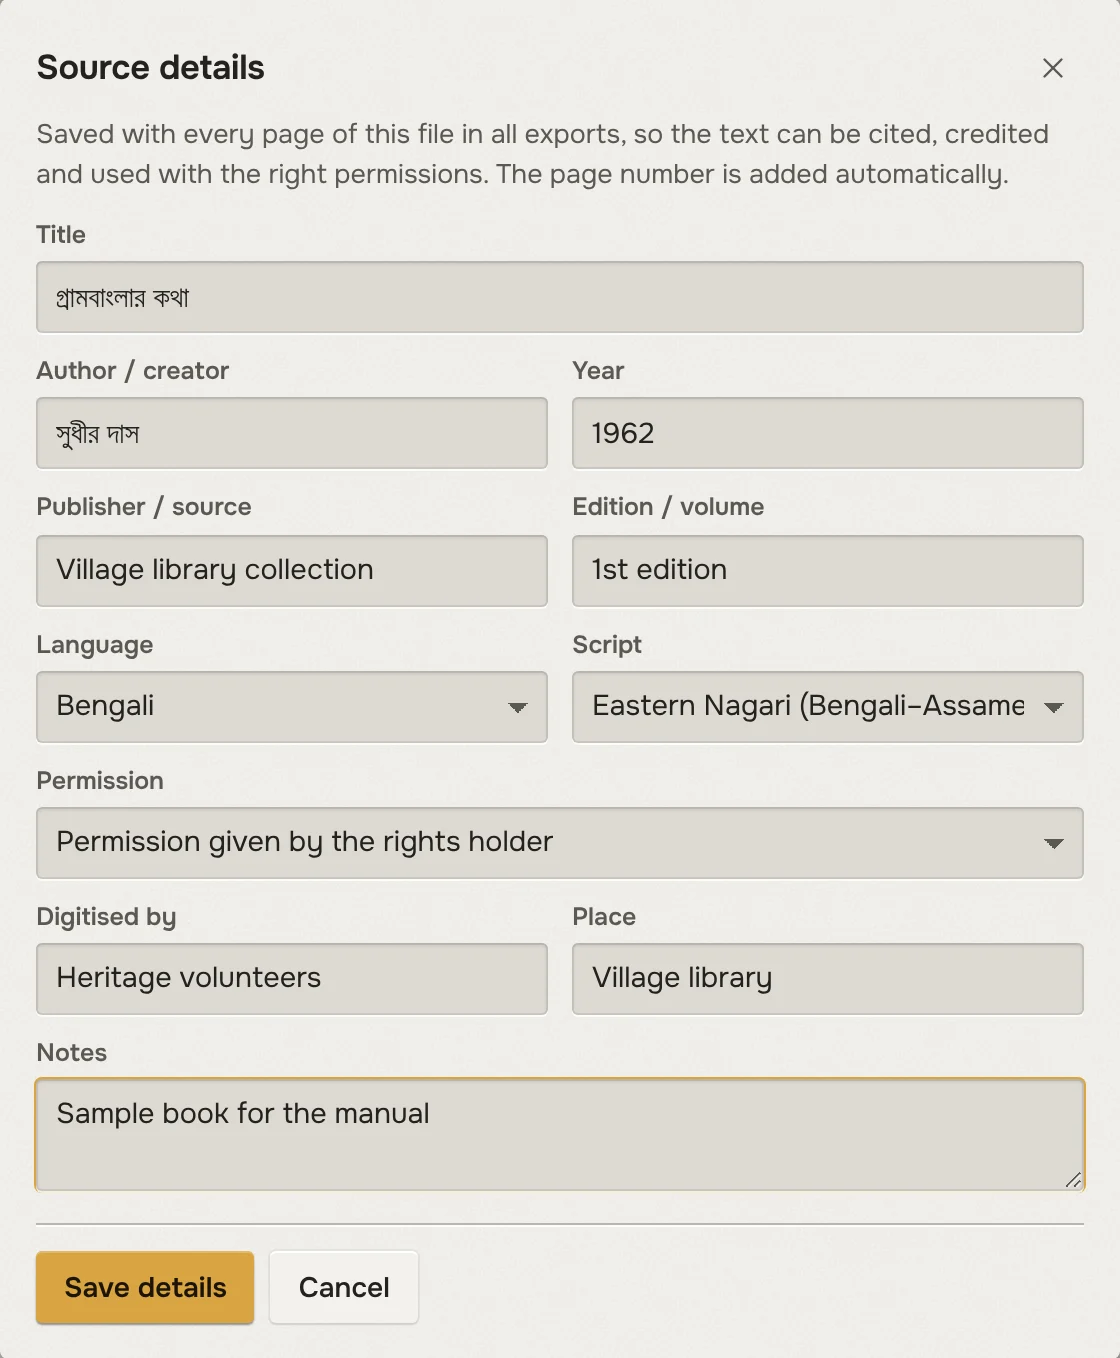 Source details
Saved with every page of this file in all exports, so the text can be cited, credited
and used with the right permissions. The page number is added automatically.
Title
গ্রামবাংলার কথা
Author / creator
Year
সুধীর দাস
1962
Publisher / source
Edition / volume
Village library collection
1st edition
Language
Script
Bengali
Eastern Nagari (Bengali–Assame
Permission
Permission given by the rights holder
Digitised by
Place
Heritage volunteers
Village library
Notes
Sample book for the manual
Save details
Cancel